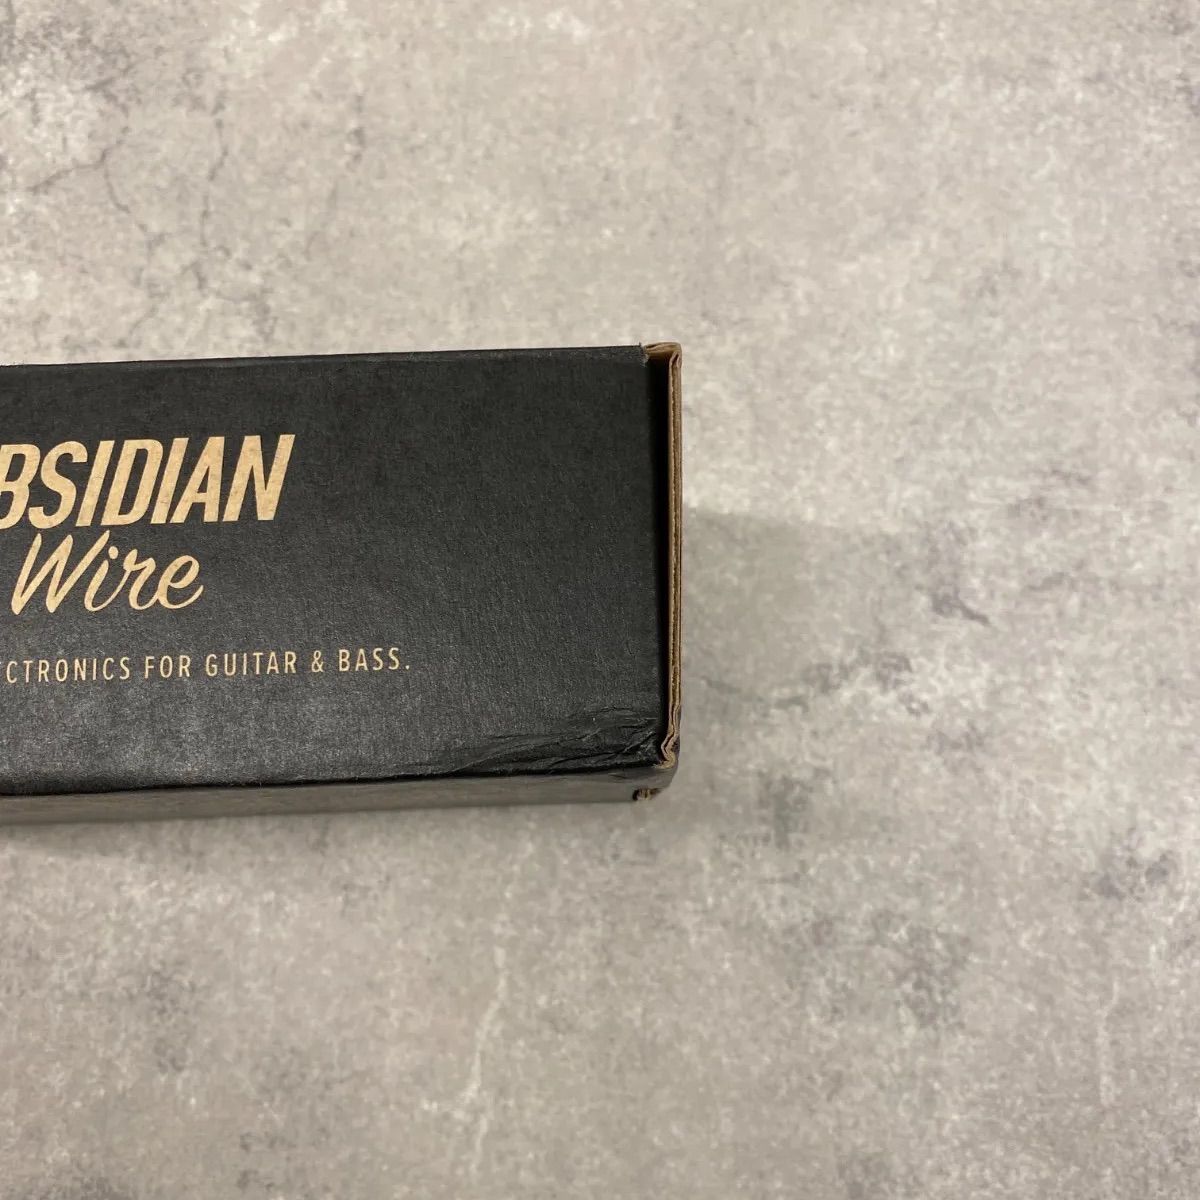 BSIDIAN
Wire
CTRONICS FOR GUITAR & BASS.